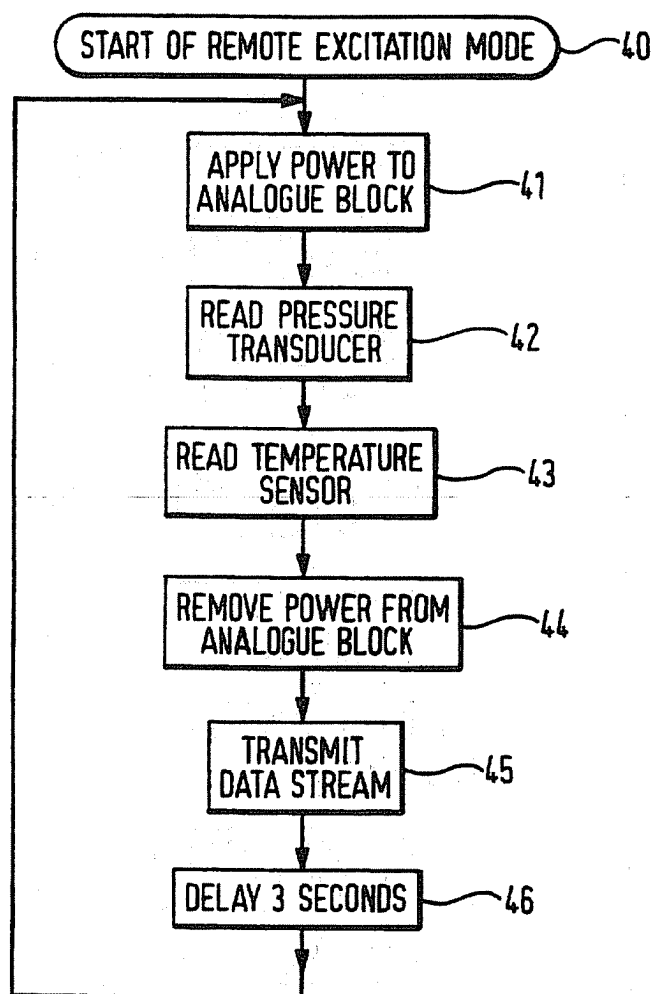 START OF REMOTE EXCITATION MODE
40
APPLY POWER TO
ANALOGUE BLOCK
41
READ PRESSURE
TRANSDUCER
42
READ TEMPERATURE
SENSOR
43
REMOVE POWER FROM
ANALOGUE BLOCK
44
TRANSMIT
DATA STREAM
45
DELAY 3 SECONDS
46